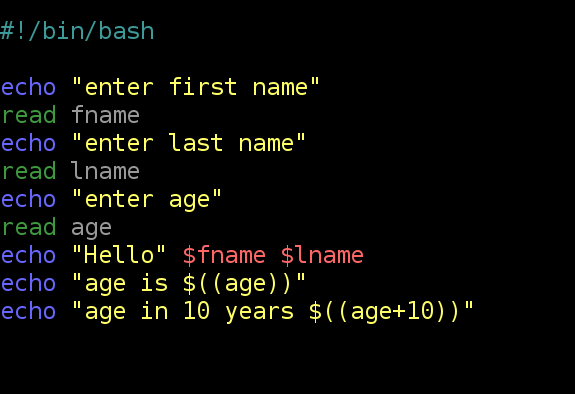 #!/bin/bash
echo "enter first name"
read fname
echo "enter last name"
read lname
echo "enter age"
read age
echo "Hello" $fname $lname
echo "age is $((age))"
echo "age in 10 years $((age+10))"